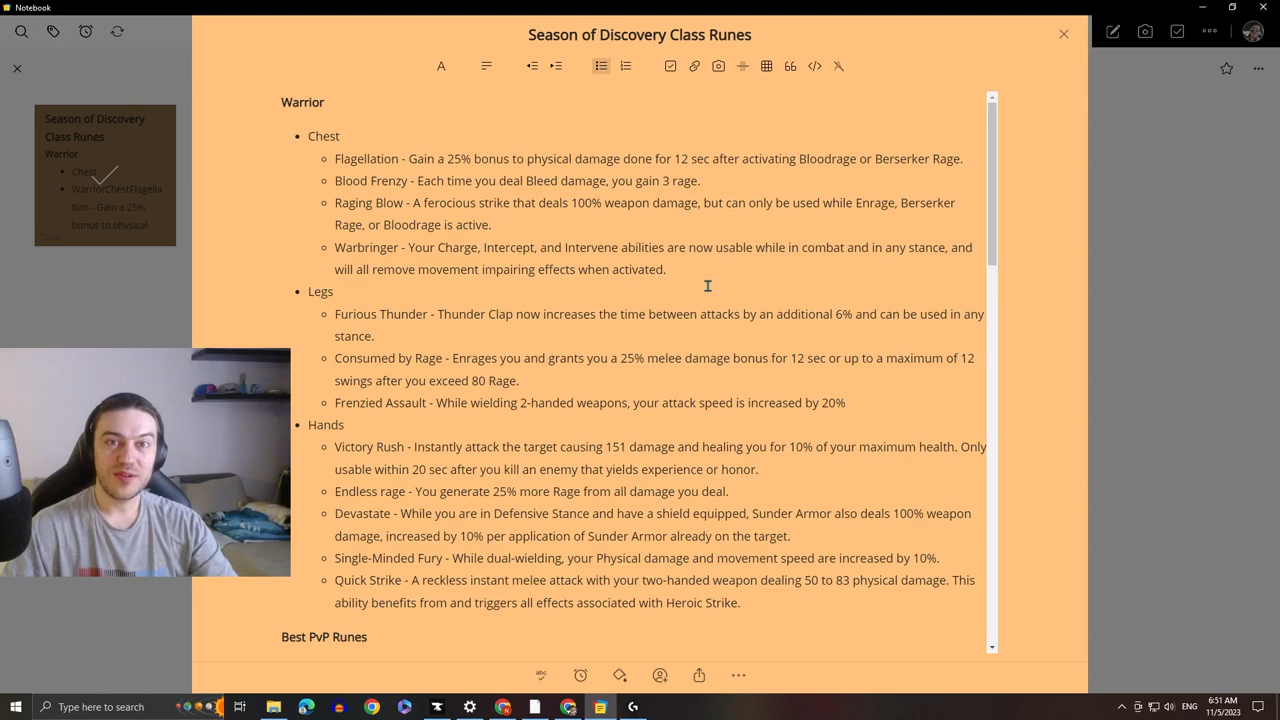 Notebook
Season of Discovery Class Runes
Season of Discovery
Class Runes
Warrior
Chest
WarriorChestFlagella
tion - Gain a 25%
bonus to physical
Today
A
abc
Warrior
Chest
Flagellation - Gain a 25% bonus to physical damage done for 12 sec after activating Bloodrage or Berserker Rage.
Blood Frenzy - Each time you deal Bleed damage, you gain 3 rage.
Raging Blow - A ferocious strike that deals 100% weapon damage, but can only be used while Enrage, Berserker
Rage, or Bloodrage is active.
Warbringer - Your Charge, Intercept, and Intervene abilities are now usable while in combat and in any stance, and
will all remove movement impairing effects when activated.
Legs
Furious Thunder - Thunder Clap now increases the time between attacks by an additional 6% and can be used in any
stance.
Consumed by Rage - Enrages you and grants you a 25% melee damage bonus for 12 sec or up to a maximum of 12
swings after you exceed 80 Rage.
Frenzied Assault - While wielding 2-handed weapons, your attack speed is increased by 20%
Hands
Victory Rush - Instantly attack the target causing 151 damage and healing you for 10% of your maximum health. Only
usable within 20 sec after you kill an enemy that yields experience or honor.
Endless rage - You generate 25% more Rage from all damage you deal.
Devastate - While you are in Defensive Stance and have a shield equipped, Sunder Armor also deals 100% weapon
damage, increased by 10% per application of Sunder Armor already on the target.
Single-Minded Fury - While dual-wielding, your Physical damage and movement speed are increased by 10%.
Quick Strike - A reckless instant melee attack with your two-handed weapon dealing 50 to 83 physical damage. This
ability benefits from and triggers all effects associated with Heroic Strike.
Best PvP Runes
Type here to search
ENG
6:51 AM
11/5/2023